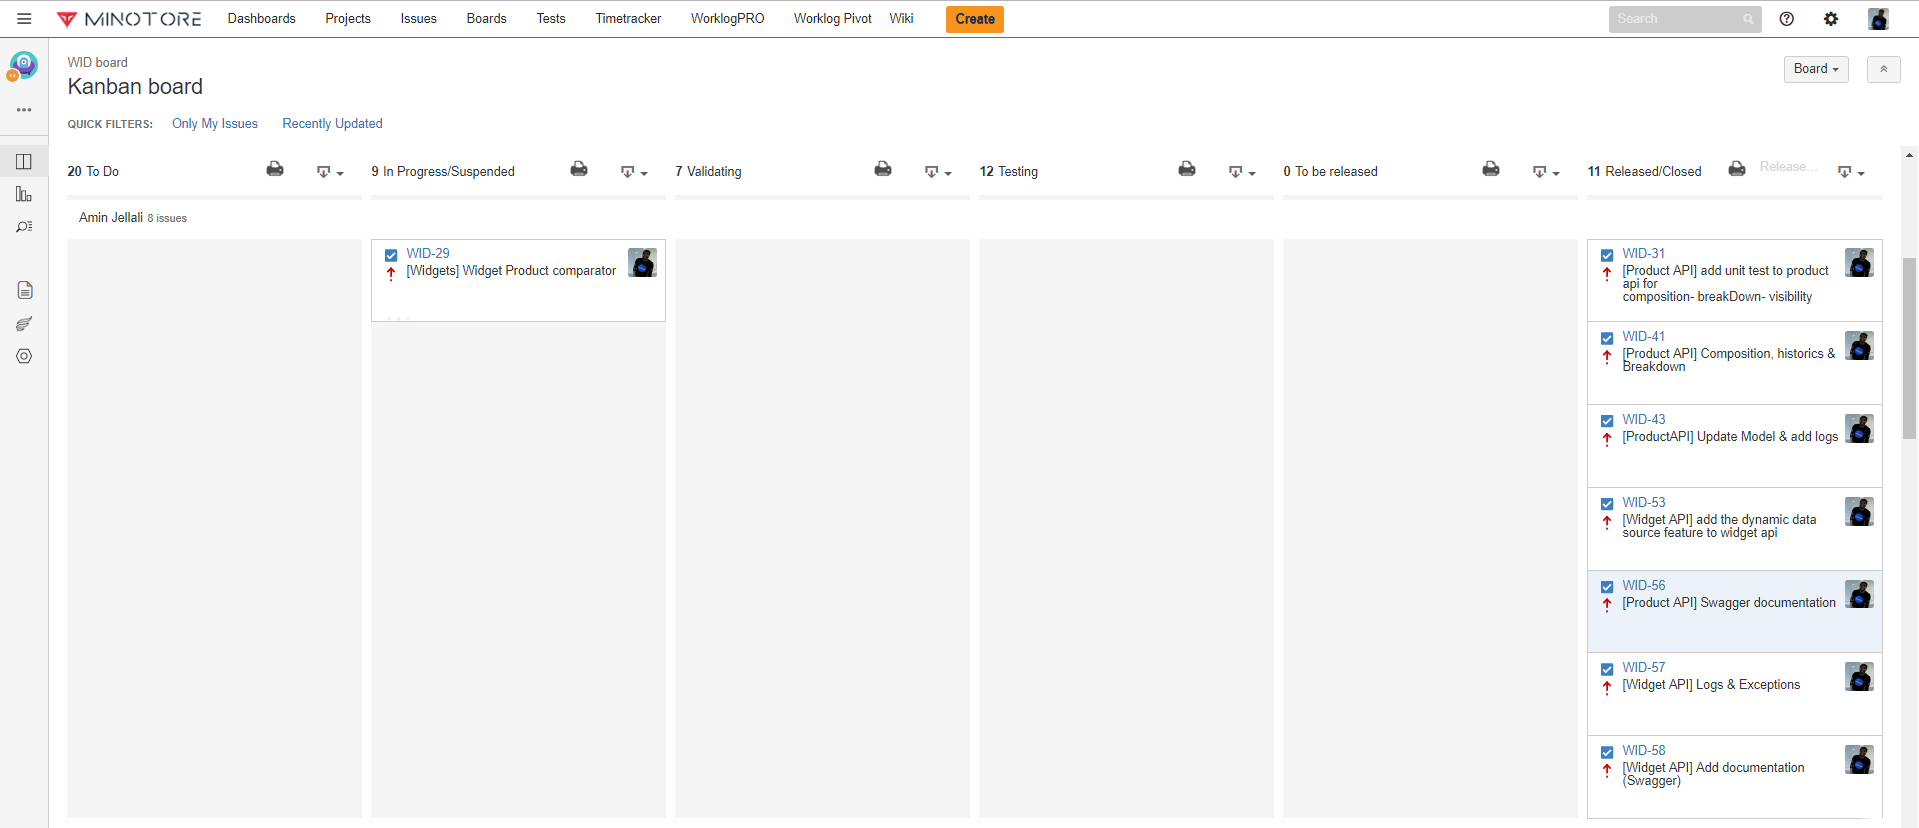 MINOTORE Dashboards Projects Issues Boards Tests Timetracker WorklogPRO Worklog Pivot Wiki Create Search
WID board
Kanban board
Board
QUICK FILTERS: Only My Issues Recently Updated
20 To Do 9 In Progress/Suspended 7 Validating 12 Testing 0 To be released 11 Released/Closed Release...
Amin Jellali 8 issues
WID-29
[Widgets] Widget Product comparator
WID-31
[Product API] add unit test to product
api for
composition- breakDown- visibility
WID-41
[Product API] Composition, historics &
Breakdown
WID-43
[ProductAPI] Update Model & add logs
WID-53
[Widget API] add the dynamic data
source feature to widget api
WID-56
[Product API] Swagger documentation
WID-57
[Widget API] Logs & Exceptions
WID-58
[Widget API] Add documentation
(Swagger)